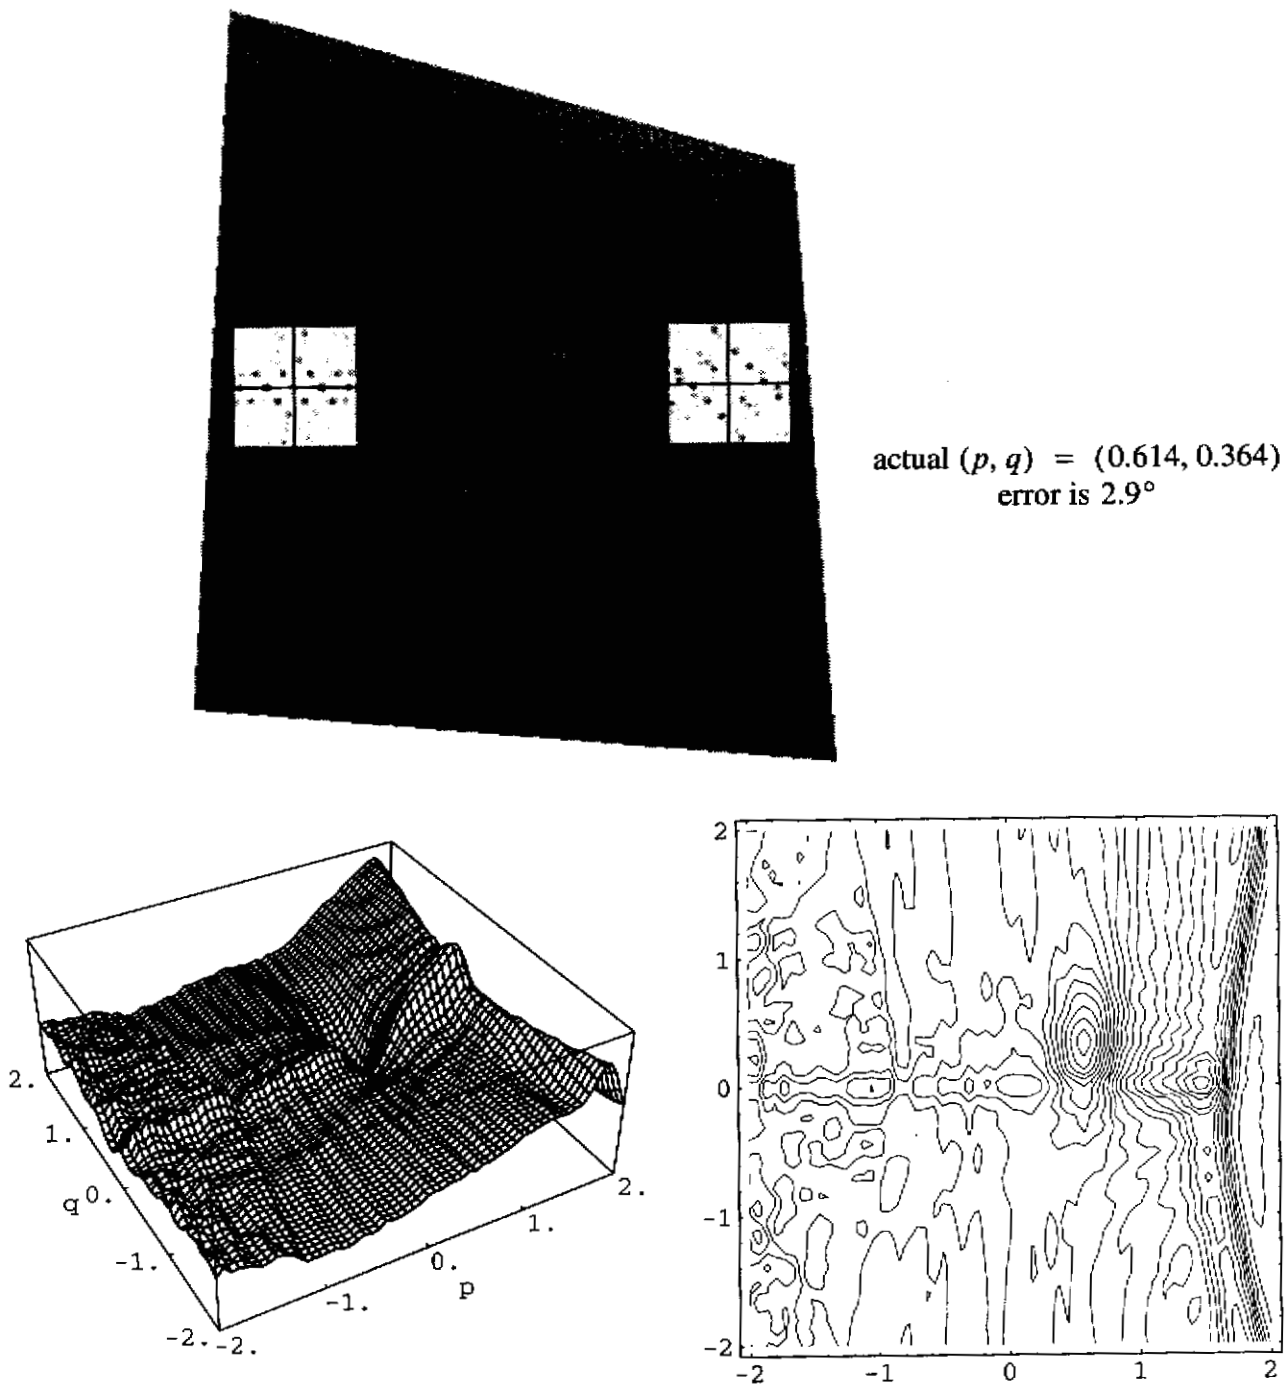 actual (p, q) = (0.614, 0.364)
error is 2.9°
2.
1.
q 0.
-1.
-2.
-2.
-1.
0.
p
1.
2.
2
1
0
-1
-2
-2 -1 0 1 2